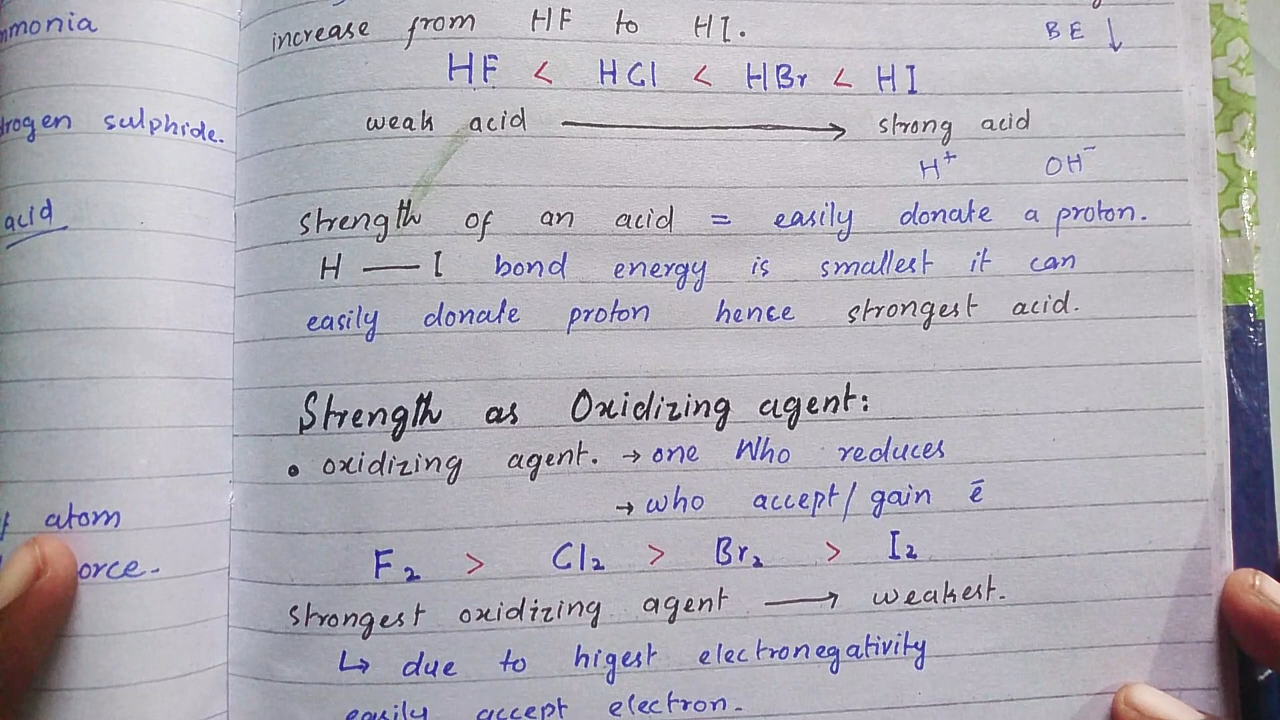 mmonia
drogen sulphide.
acid
atom
orce.
increase from HF to HI.
BE ↓
HF < HCl < HBr < HI
weak acid ⟶ strong acid
H⁺ OH⁻
strength of an acid = easily donate a proton.
H — I bond energy is smallest it can
easily donate proton hence strongest acid.
Strength as Oxidizing agent:
• oxidizing agent. → one Who reduces
→ who accept/ gain ē
F₂ > Cl₂ > Br₂ > I₂
strongest oxidizing agent ⟶ weakest.
↳ due to higest electronegativity
easily accept electron.